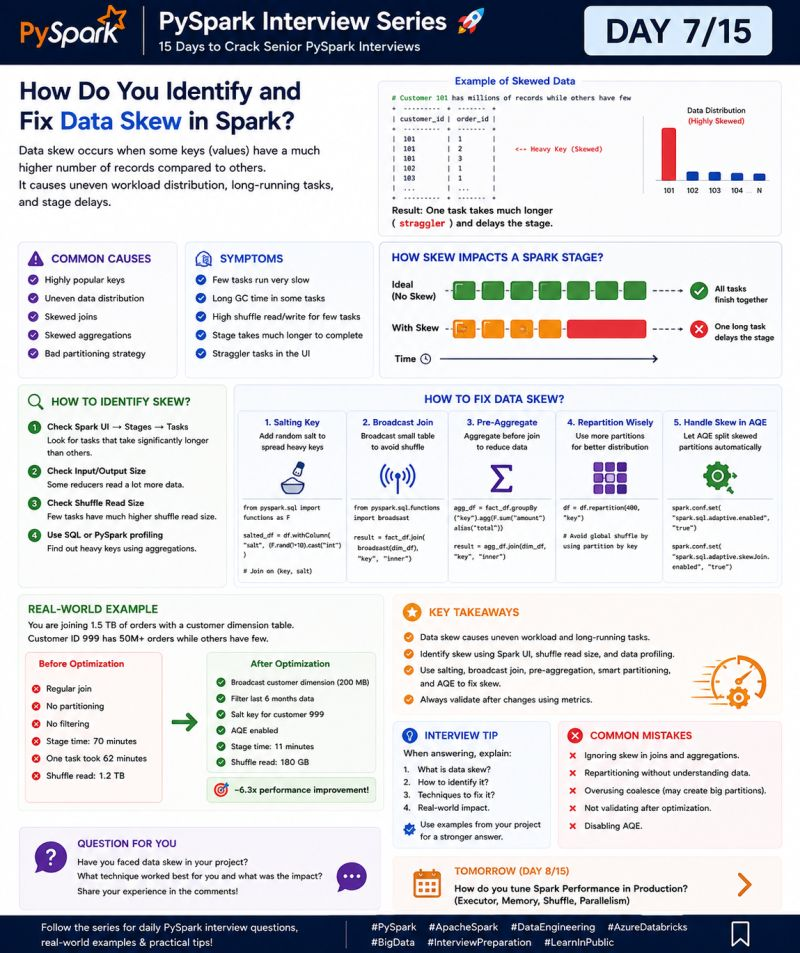 PySpark
PySpark Interview Series 🚀
15 Days to Crack Senior PySpark Interviews
DAY 7/15
How Do You Identify and
Fix Data Skew in Spark?
Data skew occurs when some keys (values) have a much
higher number of records compared to others.
It causes uneven workload distribution, long-running tasks,
and stage delays.
Example of Skewed Data
# Customer 101 has millions of records while others have few
+ --------- + ------- +
| customer_id | order_id |
+ --------- + ------- +
| 101 | 1
| 101 | 2
| 101 | 3
| 102 | 1
| 103 | 1
| ... | ...
+ --------- + ------- +
<-- Heavy Key (Skewed)
Result: One task takes much longer
( straggler ) and delays the stage.
Data Distribution
(Highly Skewed)
101 102 103 104 ... N
COMMON CAUSES
Highly popular keys
Uneven data distribution
Skewed joins
Skewed aggregations
Bad partitioning strategy
SYMPTOMS
Few tasks run very slow
Long GC time in some tasks
High shuffle read/write for few tasks
Stage takes much longer to complete
Straggler tasks in the UI
HOW SKEW IMPACTS A SPARK STAGE?
Ideal
(No Skew)
All tasks
finish together
With Skew
One long task
delays the stage
Time
HOW TO IDENTIFY SKEW?
1 Check Spark UI → Stages → Tasks
Look for tasks that take significantly longer
than others.
2 Check Input/Output Size
Some reducers read a lot more data.
3 Check Shuffle Read Size
Few tasks have much higher shuffle read size.
4 Use SQL or PySpark profiling
Find out heavy keys using aggregations.
HOW TO FIX DATA SKEW?
1. Salting Key
Add random salt to
spread heavy keys
from pyspark.sql import
functions as F
salted_df = df.withColumn(
"salt", (F.rand()*10).cast("int")
)
# Join on (key, salt)
2. Broadcast Join
Broadcast small table
to avoid shuffle
from pyspark.sql.functions
import broadsast
result = fact_df.join(
broadcast(dim_df),
"key", "inner")
3. Pre-Aggregate
Aggregate before join
to reduce data
Σ
agg_df = fact_df.groupBy
("key").agg(F.sum("amount")
alias("total"))
result = agg_df.join(dim_df,
"key", "inner")
4. Repartition Wisely
Use more partitions
for better distribution
df = df.repartition(400,
"key")
# Avoid global shuffle by
using partition by key
5. Handle Skew in AQE
Let AQE split skewed
partitions automatically
spark.conf.set(
"spark.sql.adaptive.enabled",
"true")
spark.conf.set(
"spark.sql.adaptive.skewJoin.
enabled", "true")
REAL-WORLD EXAMPLE
You are joining 1.5 TB of orders with a customer dimension table.
Customer ID 999 has 50M+ orders while others have few.
Before Optimization
Regular join
No partitioning
No filtering
Stage time: 70 minutes
One task took 62 minutes
Shuffle read: 1.2 TB
After Optimization
Broadcast customer dimension (200 MB)
Filter last 6 months data
Salt key for customer 999
AQE enabled
Stage time: 11 minutes
Shuffle read: 180 GB
~6.3x performance improvement!
KEY TAKEAWAYS
Data skew causes uneven workload and long-running tasks.
Identify skew using Spark UI, shuffle read size, and data profiling.
Use salting, broadcast join, pre-aggregation, smart partitioning,
and AQE to fix skew.
Always validate after changes using metrics.
INTERVIEW TIP
When answering, explain:
1. What is data skew?
2. How to identify it?
3. Techniques to fix it?
4. Real-world impact.
Use examples from your project
for a stronger answer.
COMMON MISTAKES
Ignoring skew in joins and aggregations.
Repartitioning without understanding data.
Overusing coalesce (may create big partitions).
Not validating after optimization.
Disabling AQE.
QUESTION FOR YOU
Have you faced data skew in your project?
What technique worked best for you and what was the impact?
Share your experience in the comments!
TOMORROW (DAY 8/15)
How do you tune Spark Performance in Production?
(Executor, Memory, Shuffle, Parallelism)
Follow the series for daily PySpark interview questions,
real-world examples & practical tips!
#PySpark #ApacheSpark #DataEngineering #AzureDatabricks
#BigData #InterviewPreparation #LearnInPublic